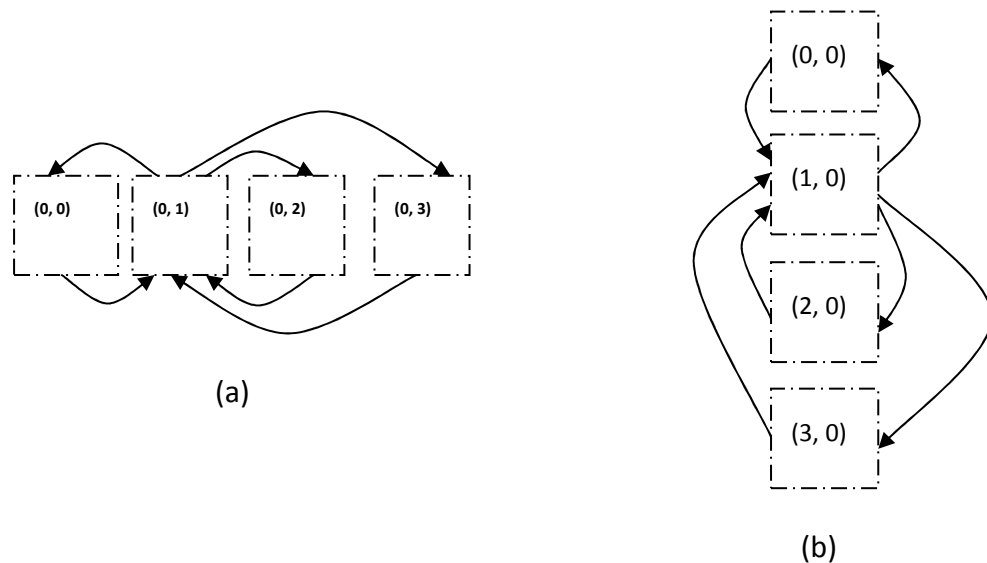 (0, 0) (0, 1) (0, 2) (0, 3)
(a)
(0, 0)
(1, 0)
(2, 0)
(3, 0)
(b)